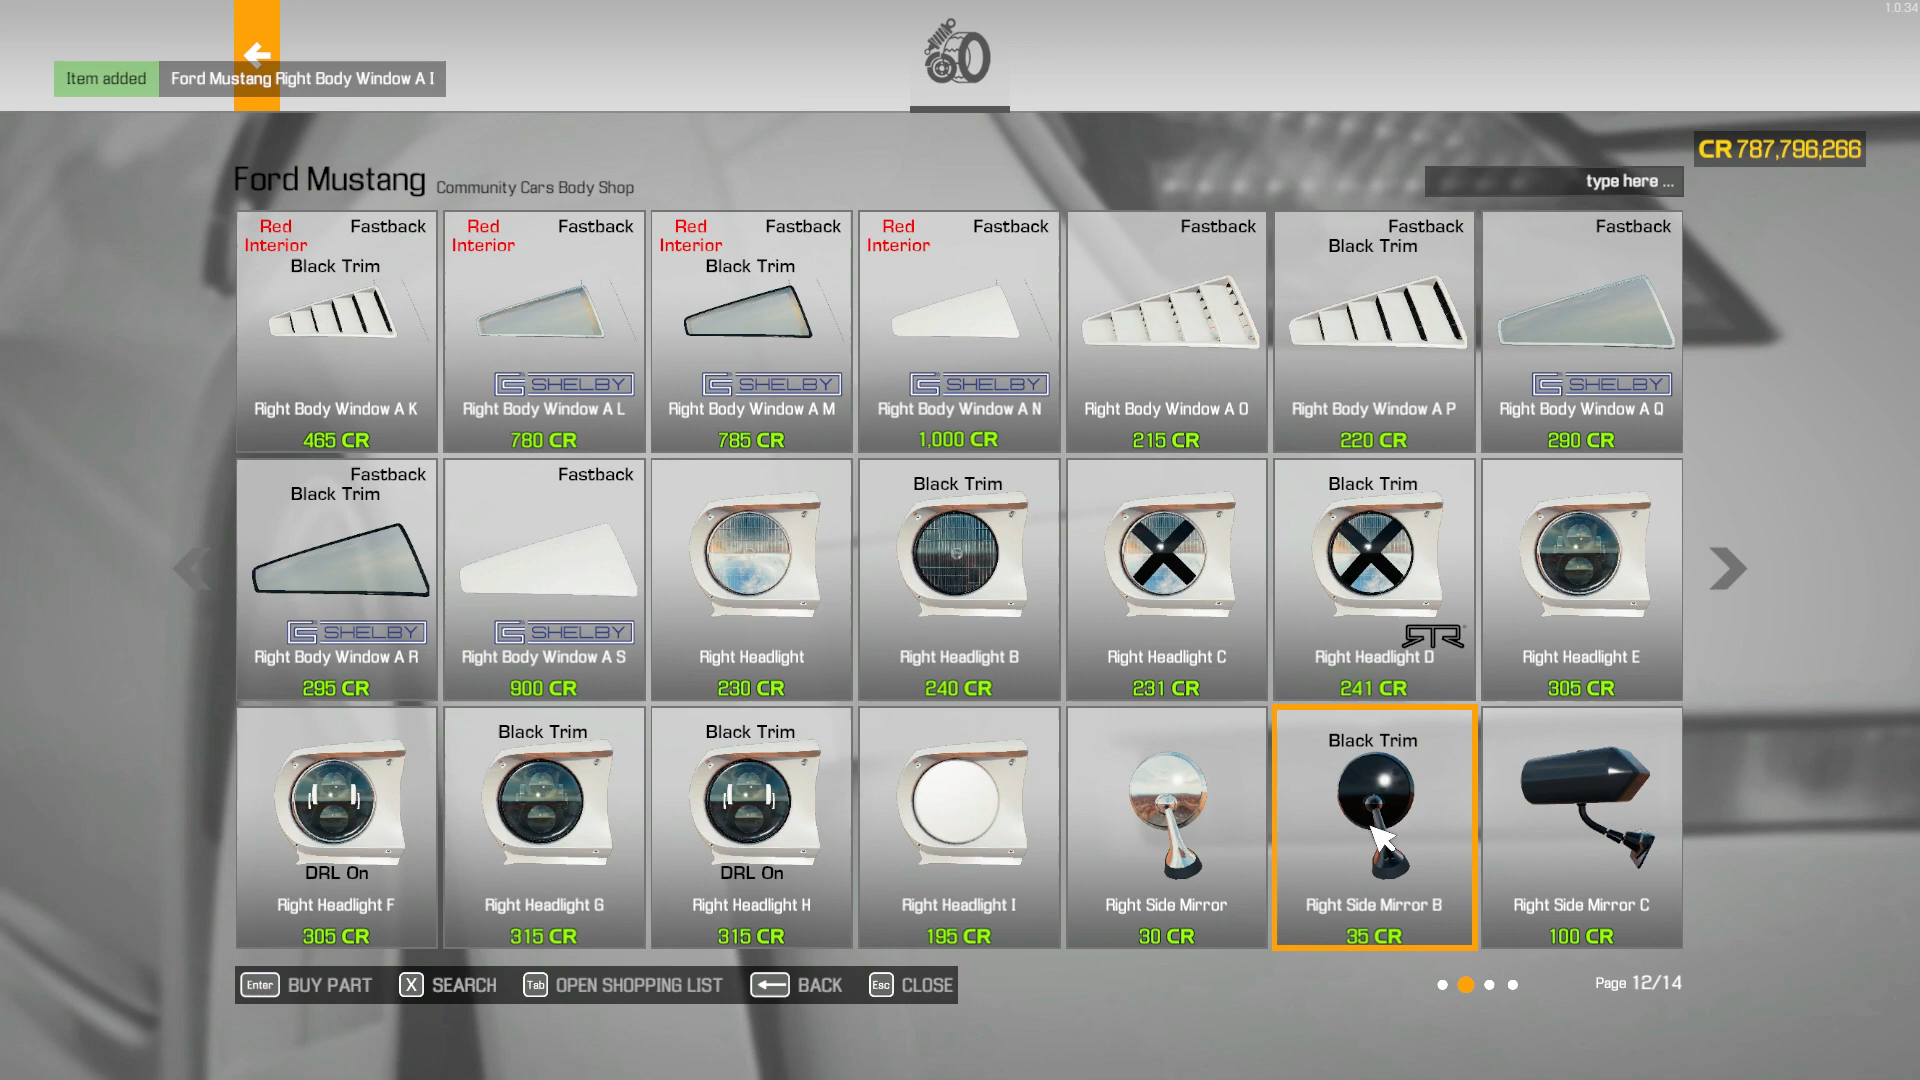 1.0.34
Item added
Ford Mustang Right Body Window A I
CR 787,796,266
Ford Mustang
Community Cars Body Shop
type here ...
Red Interior
Fastback
Black Trim
Right Body Window A K
465 CR
Red Interior
Fastback
SHELBY
Right Body Window A L
780 CR
Red Interior
Fastback
Black Trim
SHELBY
Right Body Window A M
785 CR
Red Interior
Fastback
SHELBY
Right Body Window A N
1,000 CR
Fastback
Right Body Window A O
215 CR
Fastback
Black Trim
Right Body Window A P
220 CR
Fastback
SHELBY
Right Body Window A Q
290 CR
Fastback
Black Trim
SHELBY
Right Body Window A R
295 CR
Fastback
SHELBY
Right Body Window A S
900 CR
Right Headlight
230 CR
Black Trim
Right Headlight B
240 CR
Right Headlight C
231 CR
Black Trim
RTR
Right Headlight D
241 CR
Right Headlight E
305 CR
DRL On
Right Headlight F
305 CR
Black Trim
Right Headlight G
315 CR
Black Trim
DRL On
Right Headlight H
315 CR
Right Headlight I
195 CR
Right Side Mirror
30 CR
Black Trim
Right Side Mirror B
35 CR
Right Side Mirror C
100 CR
Enter BUY PART
X SEARCH
Tab OPEN SHOPPING LIST
BACK
Esc CLOSE
Page 12/14